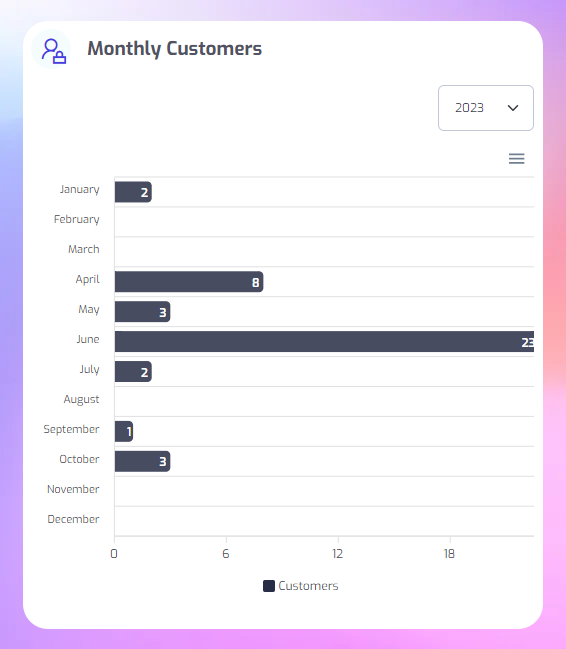 Monthly Customers
2023
January 2
February
March
April 8
May 3
June 23
July 2
August
September 1
October 3
November
December
0 6 12 18
Customers